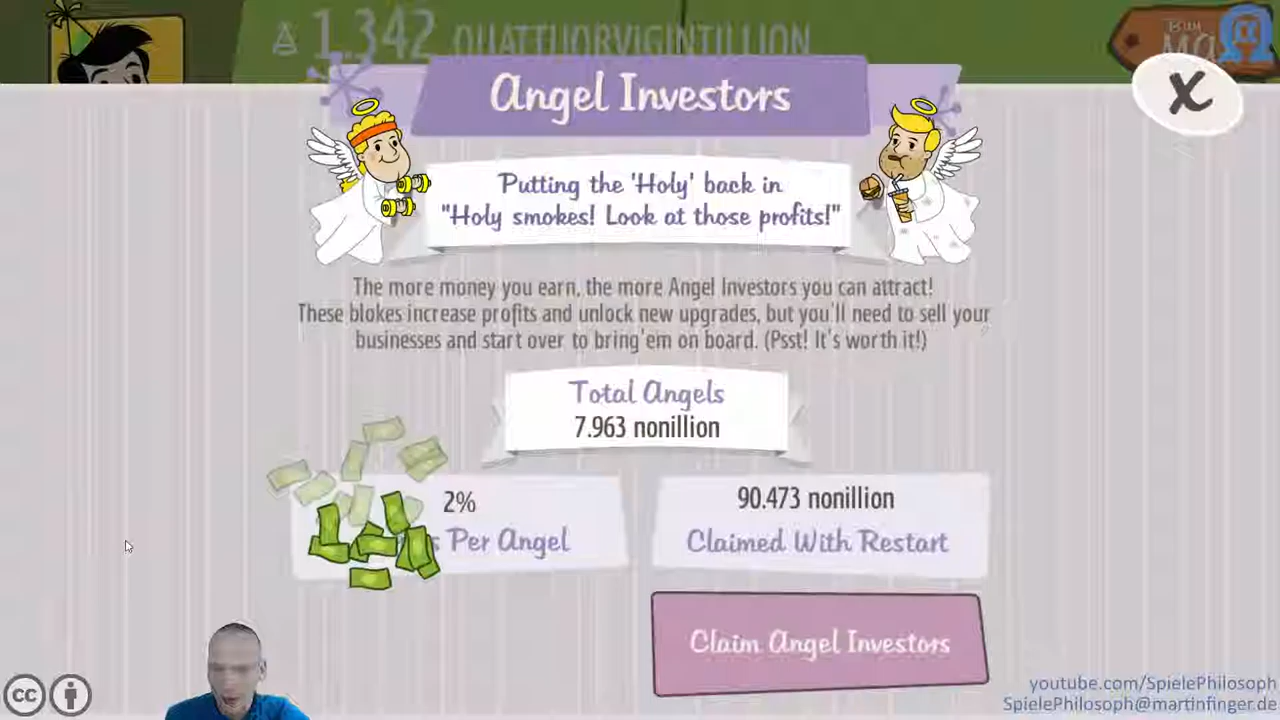 1.342 QUATTUORVIGINTILLION
Buy
Angel Investors
X
Putting the 'Holy' back in
"Holy smokes! Look at those profits!"
The more money you earn, the more Angel Investors you can attract!
These blokes increase profits and unlock new upgrades, but you'll need to sell your
businesses and start over to bring'em on board. (Psst! It's worth it!)
Total Angels
7.963 nonillion
2%
Per Angel
90.473 nonillion
Claimed With Restart
Claim Angel Investors
cc
youtube.com/SpielePhilosoph
SpielePhilosoph@martinfinger.de